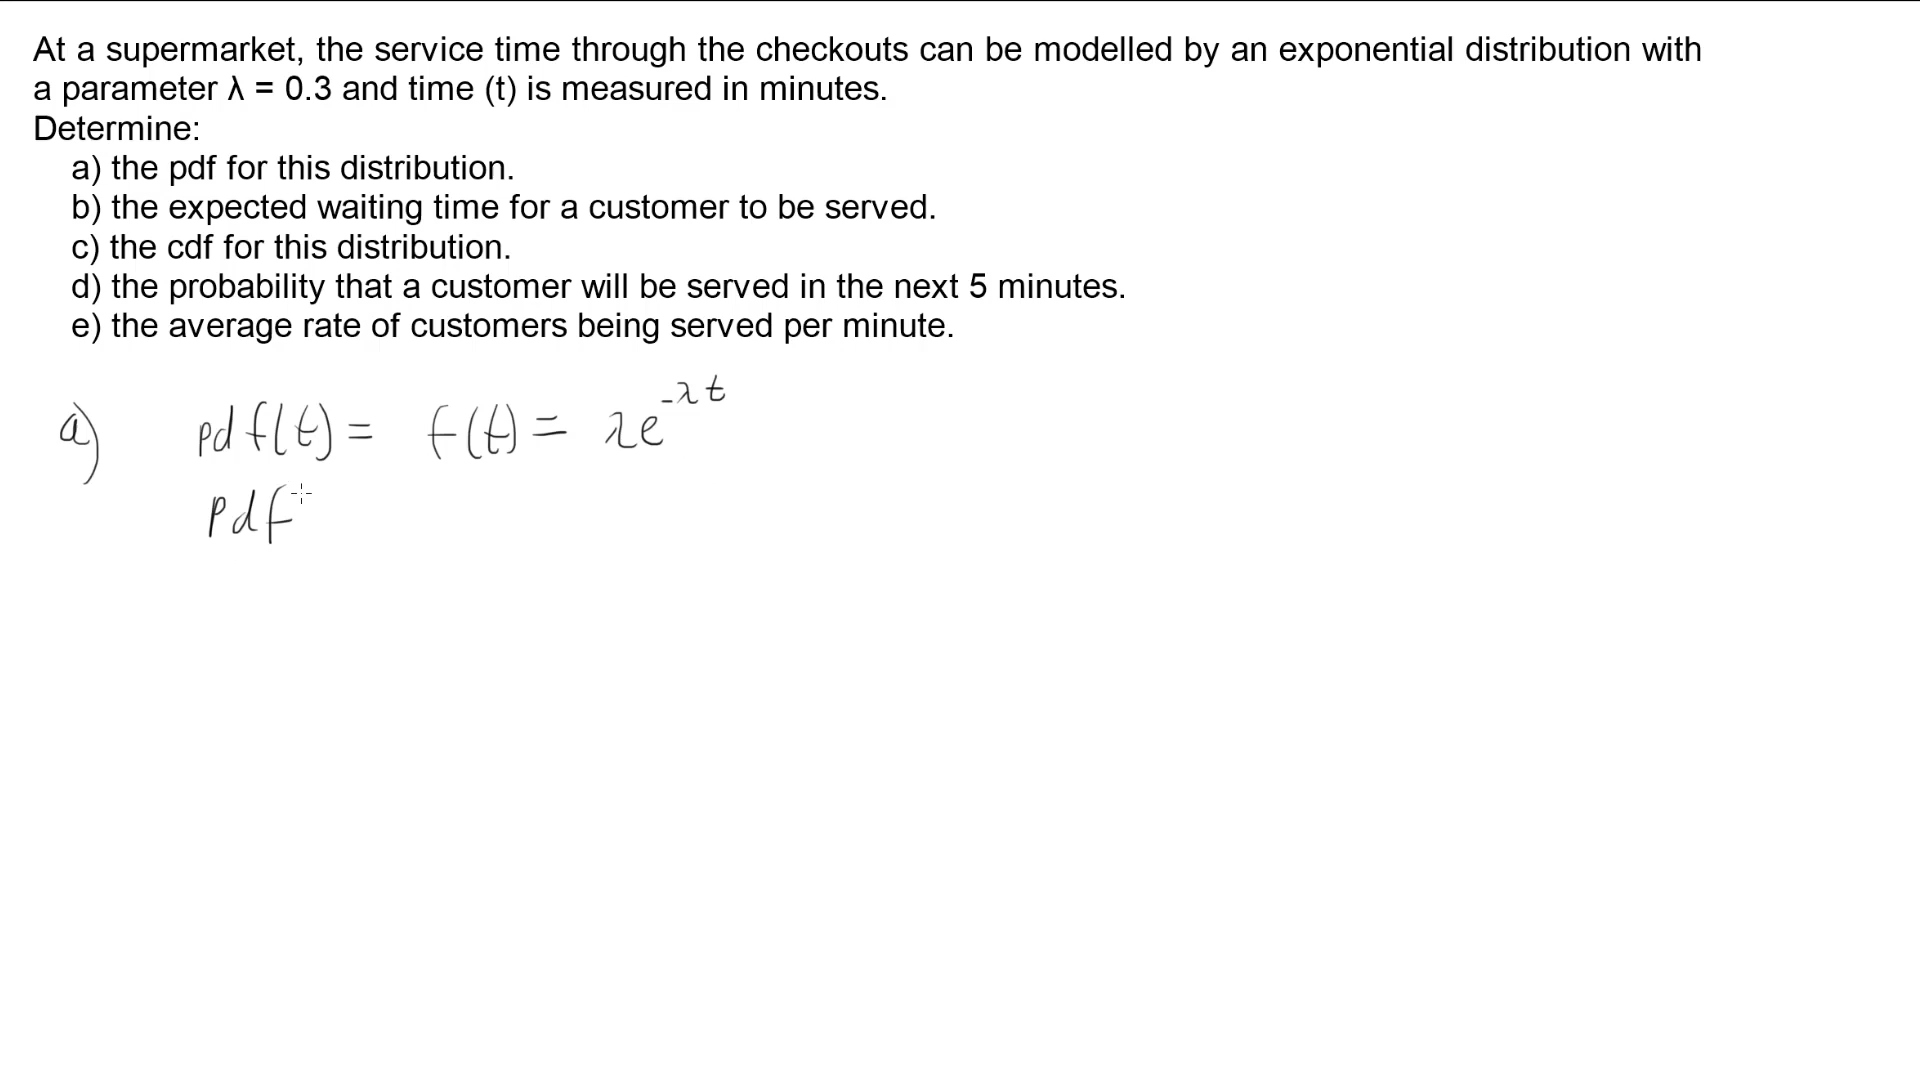 At a supermarket, the service time through the checkouts can be modelled by an exponential distribution with
a parameter λ = 0.3 and time (t) is measured in minutes.
Determine:
a) the pdf for this distribution.
b) the expected waiting time for a customer to be served.
c) the cdf for this distribution.
d) the probability that a customer will be served in the next 5 minutes.
e) the average rate of customers being served per minute.
a) pdf(t) = f(t) = λe^-λt
pdf